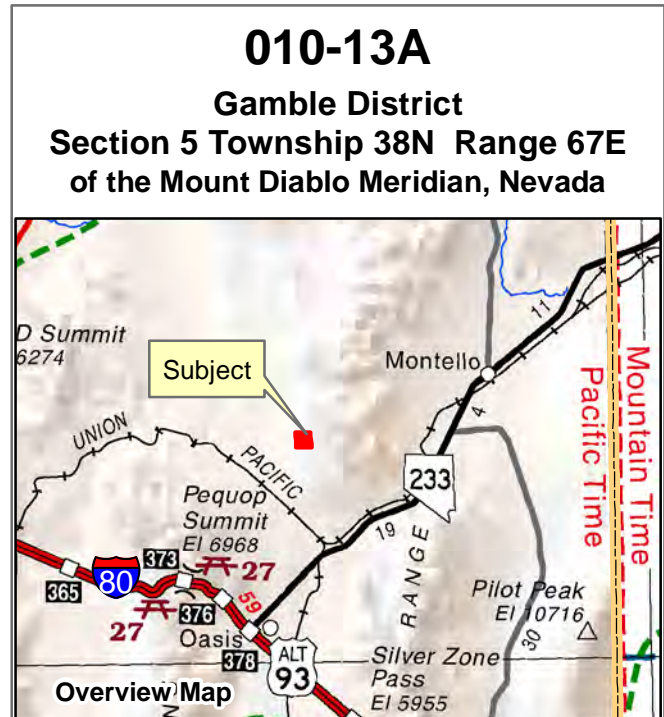 010-13A
Gamble District
Section 5 Township 38N Range 67E
of the Mount Diablo Meridian, Nevada
D Summit
6274
Subject
Montello
11
4
Mountain Time
Pacific Time
UNION
PACIFIC
233
19
Pequop
Summit
El 6968
373
27
80
365
376
59
27
Oasis
378
RANGE
Pilot Peak
El 10716
30
ALT
93
Silver Zone
Pass
El 5955
Overview Map